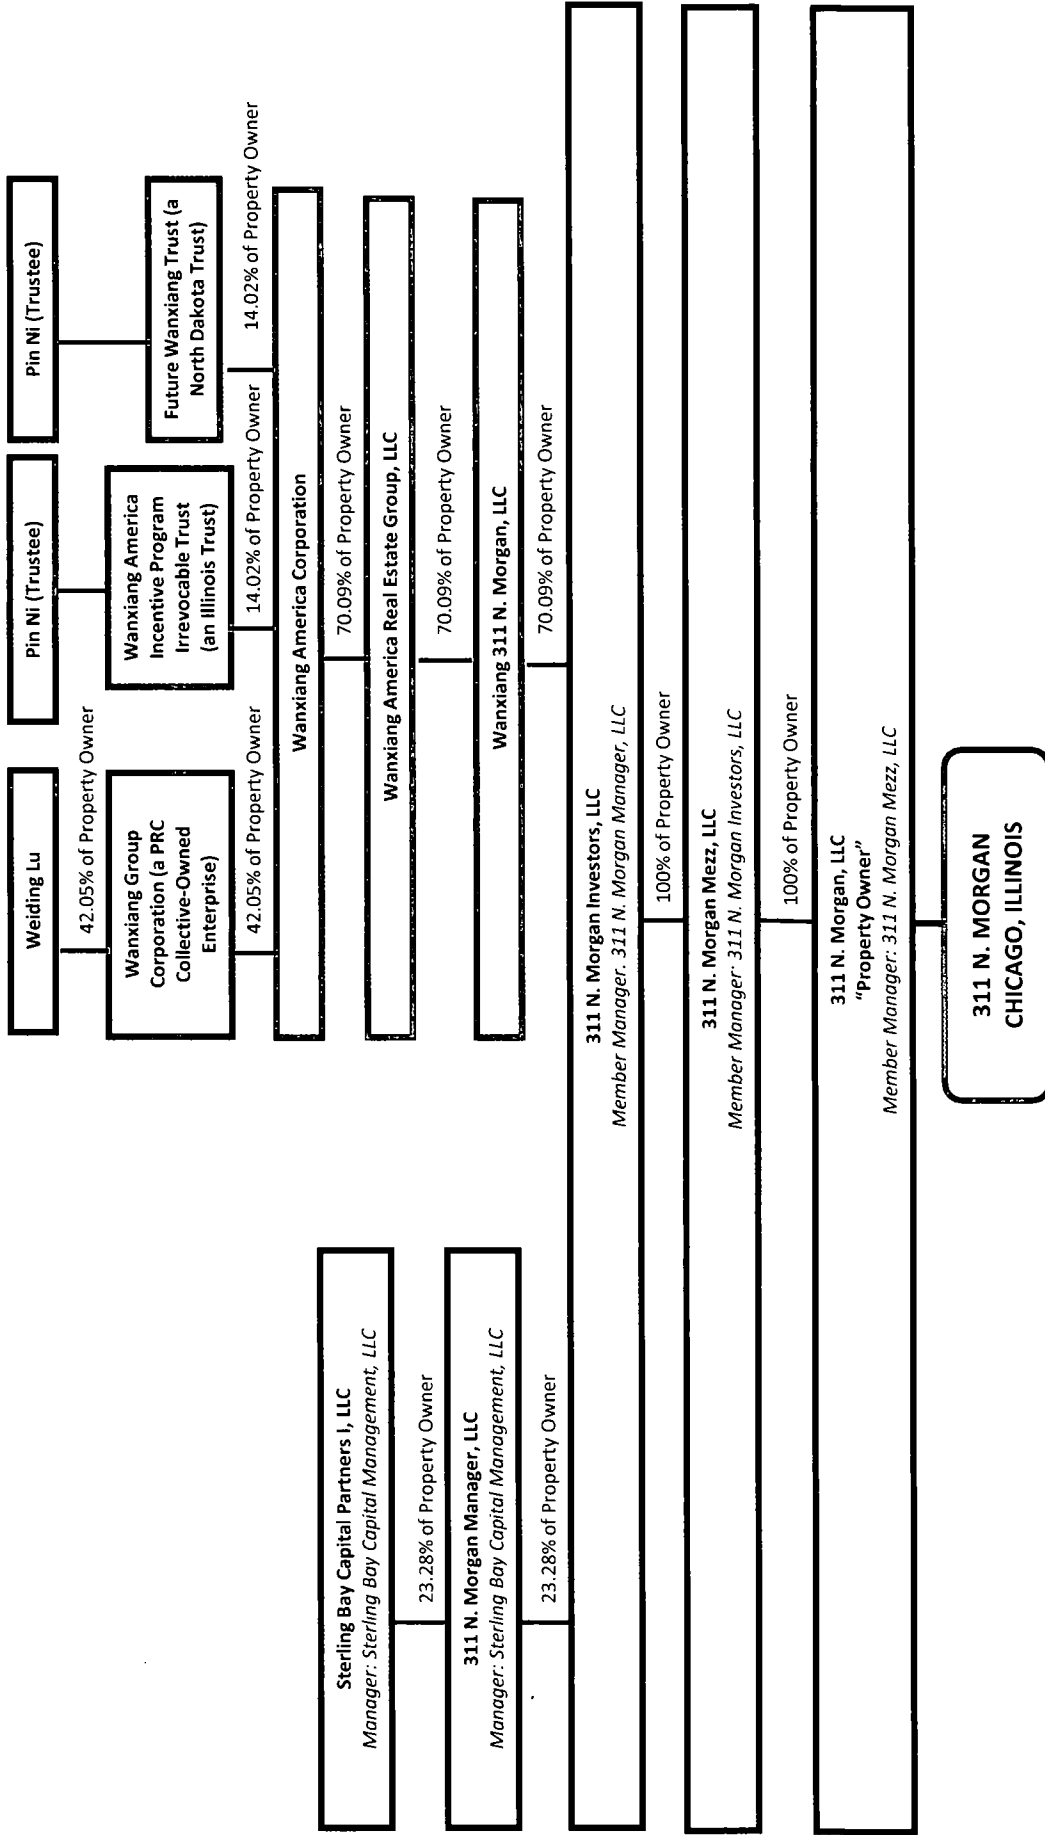 Weiding Lu
Pin Ni (Trustee)
Pin Ni (Trustee)
42.05% of Property Owner
Wanxiang Group
Corporation (a PRC
Collective-Owned
Enterprise)
Wanxiang America
Incentive Program
Irrevocable Trust
(an Illinois Trust)
Future Wanxiang Trust (a
North Dakota Trust)
42.05% of Property Owner
14.02% of Property Owner
14.02% of Property Owner
Wanxiang America Corporation
70.09% of Property Owner
Wanxiang America Real Estate Group, LLC
70.09% of Property Owner
Wanxiang 311 N. Morgan, LLC
70.09% of Property Owner
Sterling Bay Capital Partners I, LLC
Manager: Sterling Bay Capital Management, LLC
23.28% of Property Owner
311 N. Morgan Manager, LLC
Manager: Sterling Bay Capital Management, LLC
23.28% of Property Owner
311 N. Morgan Investors, LLC
Member Manager. 311 N. Morgan Manager, LLC
100% of Property Owner
311 N. Morgan Mezz, LLC
Member Manager: 311 N. Morgan Investors, LLC
100% of Property Owner
311 N. Morgan, LLC
"Property Owner"
Member Manager: 311 N. Morgan Mezz, LLC
311 N. MORGAN
CHICAGO, ILLINOIS